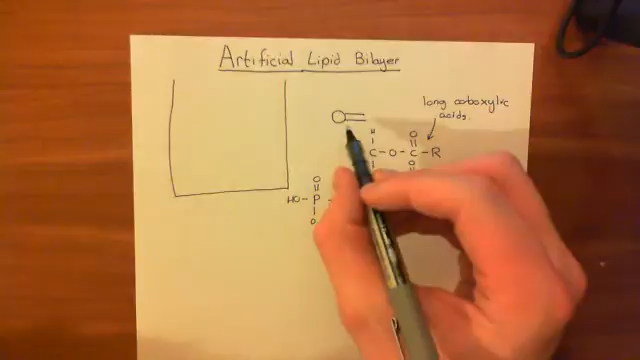 Artificial Lipid Bilayer
long carboxylic
acids.
H
O
C-O-C-R
O
O
HO-P-
O